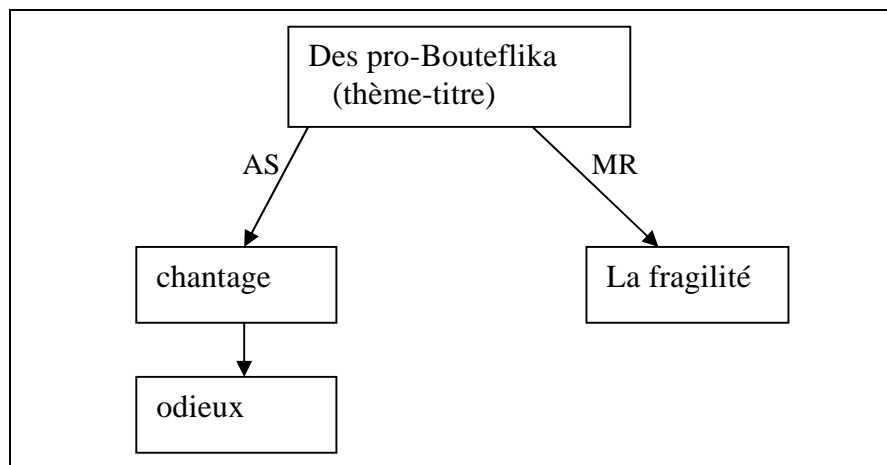 Des pro-Bouteflika
(thème-titre)
AS
MR
chantage
La fragilité
odieux